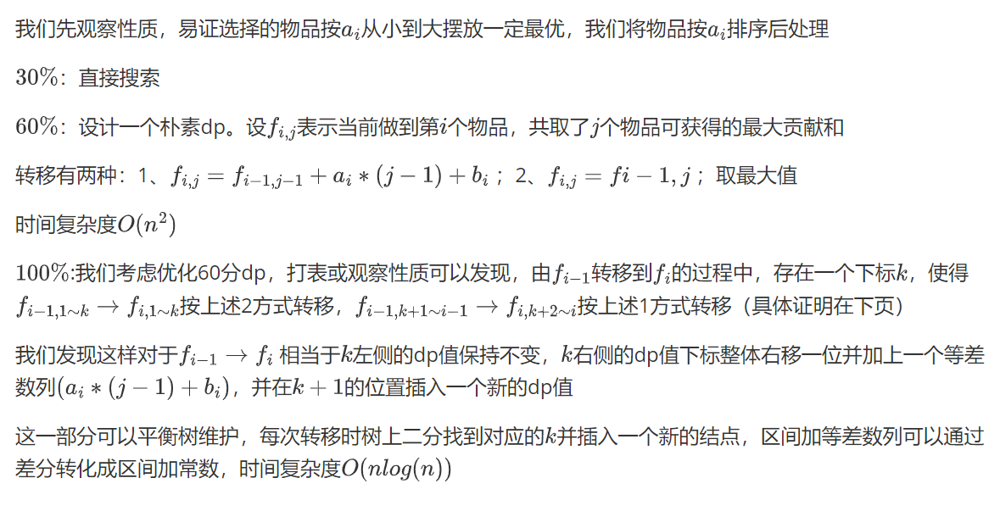 我们先观察性质，易证选择的物品按$a_i$从小到大摆放一定最优，我们将物品按$a_i$排序后处理
30%：直接搜索
60%：设计一个朴素dp。设$f_{i,j}$表示当前做到第$i$个物品，共取了$j$个物品可获得的最大贡献和
转移有两种：1、$f_{i,j} = f_{i-1,j-1} + a_i * (j - 1) + b_i$；2、$f_{i,j} = fi - 1, j$；取最大值
时间复杂度$O(n^2)$
100%:我们考虑优化60分dp，打表或观察性质可以发现，由$f_{i-1}$转移到$f_i$的过程中，存在一个下标$k$，使得
$f_{i-1,1\sim k} \to f_{i,1\sim k}$按上述2方式转移，$f_{i-1,k+1\sim i-1} \to f_{i,k+2\sim i}$按上述1方式转移（具体证明在下页）
我们发现这样对于$f_{i-1} \to f_i$ 相当于$k$左侧的dp值保持不变，$k$右侧的dp值下标整体右移一位并加上一个等差
数列$(a_i * (j - 1) + b_i)$，并在$k + 1$的位置插入一个新的dp值
这一部分可以平衡树维护，每次转移时树上二分找到对应的$k$并插入一个新的结点，区间加等差数列可以通过
差分转化成区间加常数，时间复杂度$O(nlog(n))$